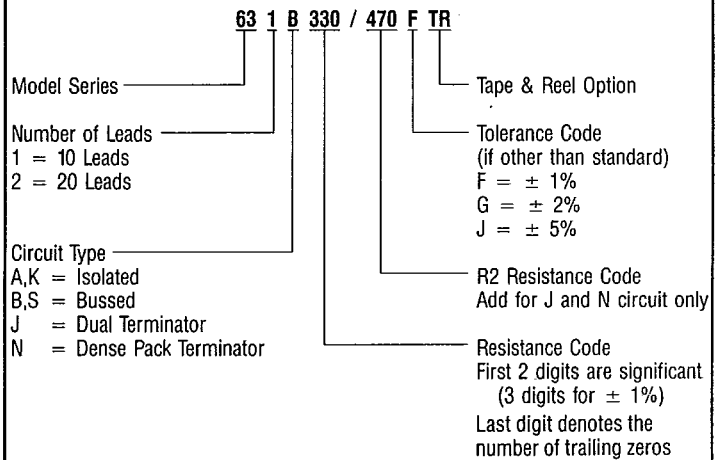 63 1 B 330 / 470 F TR
Model Series
Number of Leads
1 = 10 Leads
2 = 20 Leads
Circuit Type
A,K = Isolated
B,S = Bussed
J = Dual Terminator
N = Dense Pack Terminator
Tape & Reel Option
Tolerance Code
(if other than standard)
F = ± 1%
G = ± 2%
J = ± 5%
R2 Resistance Code
Add for J and N circuit only
Resistance Code
First 2 digits are significant
(3 digits for ± 1%)
Last digit denotes the
number of trailing zeros